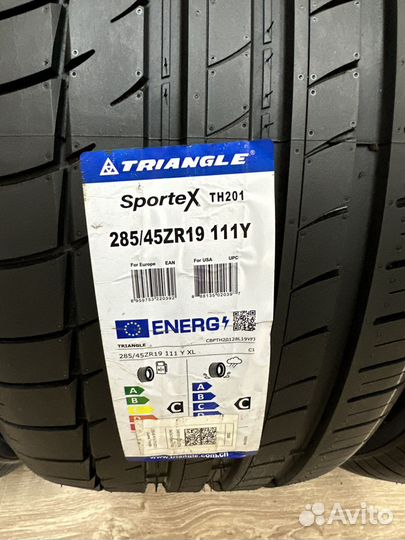 TRIANGLE
SporteX TH201
285/45ZR19 111Y
For Europe EAN For USA UPC
ENERG
TRIANGLE
285/45ZR19 111 Y XL C1
A
B
C
A
B
C
C
C
www.triangle.com.cn
Avito